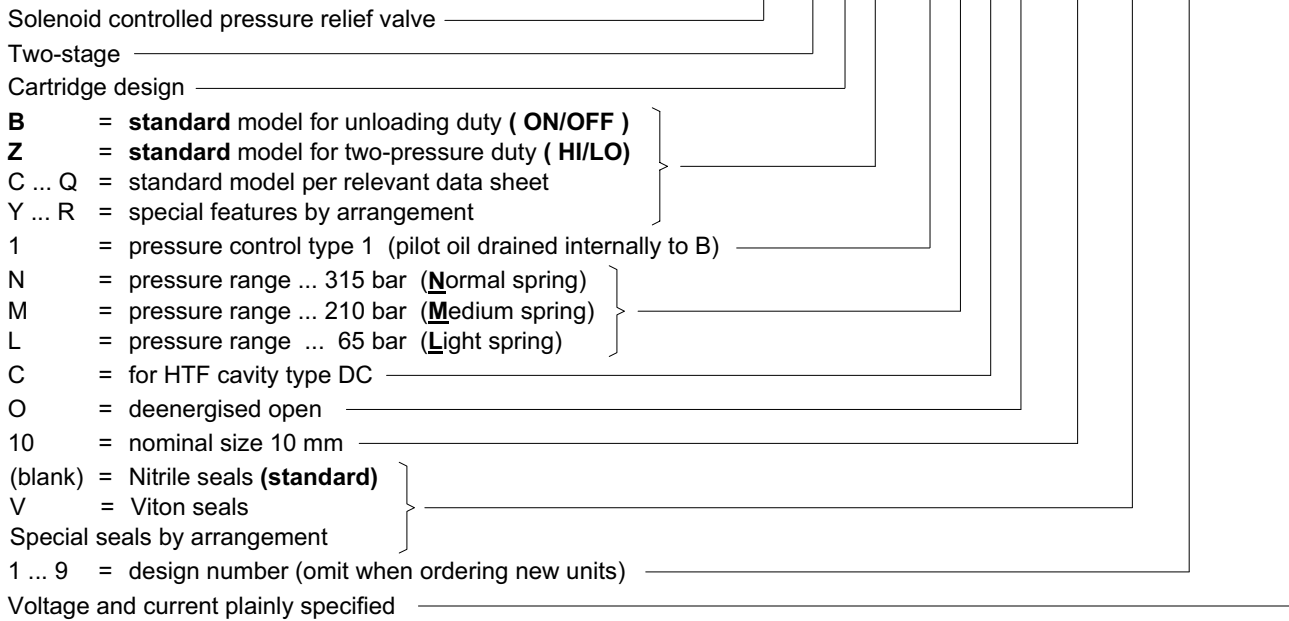 Solenoid controlled pressure relief valve
Two-stage
Cartridge design
B = standard model for unloading duty ( ON/OFF )
Z = standard model for two-pressure duty ( HI/LO)
C ... Q = standard model per relevant data sheet
Y ... R = special features by arrangement
1 = pressure control type 1 (pilot oil drained internally to B)
N = pressure range ... 315 bar (Normal spring)
M = pressure range ... 210 bar (Medium spring)
L = pressure range ... 65 bar (Light spring)
C = for HTF cavity type DC
O = deenergised open
10 = nominal size 10 mm
(blank) = Nitrile seals (standard)
V = Viton seals
Special seals by arrangement
1 ... 9 = design number (omit when ordering new units)
Voltage and current plainly specified